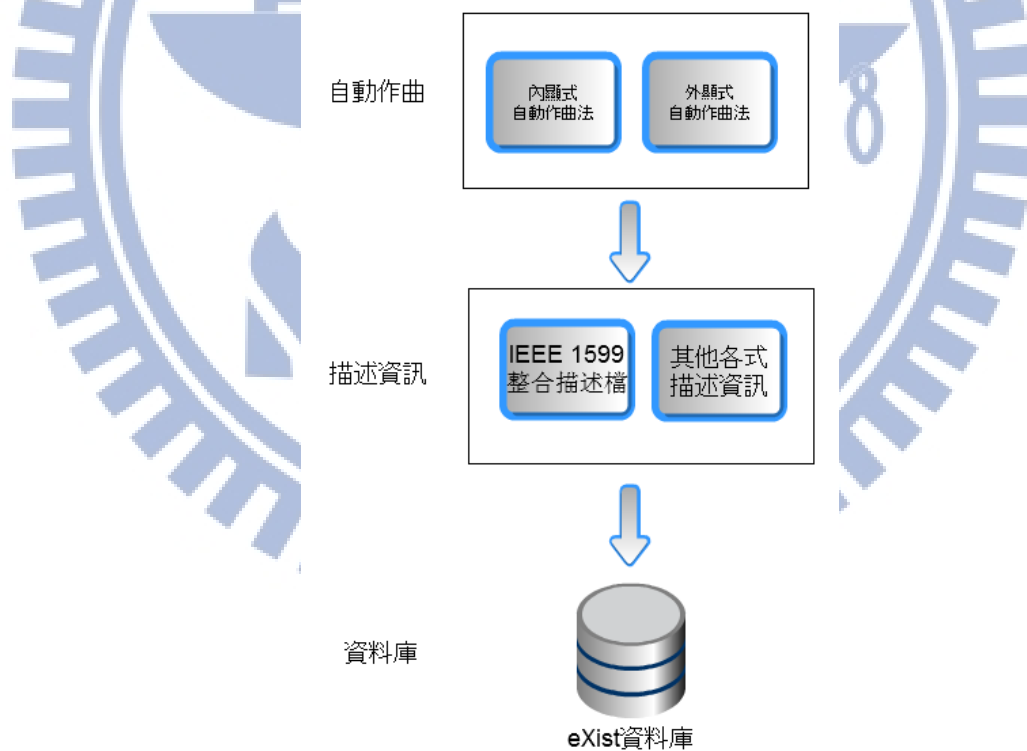 自動作曲
內顯式
自動作曲法
外顯式
自動作曲法
描述資訊
IEEE 1599
整合描述檔
其他各式
描述資訊
資料庫
eXist資料庫
8